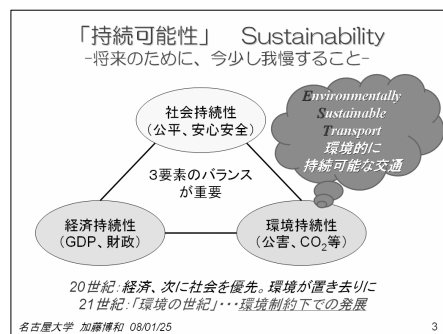 「持続可能性」 Sustainability
-将来のために、今少し我慢すること-
Environmentally
Sustainable
Transport
環境的に
持続可能な交通
社会持続性
(公平、安心安全)
３要素のバランス
が重要
経済持続性
(GDP、財政)
環境持続性
(公害、CO2等)
20世紀：経済、次に社会を優先。環境が置き去りに
21世紀：「環境の世紀」・・・環境制約下での発展
名古屋大学 加藤博和 08/01/25
3